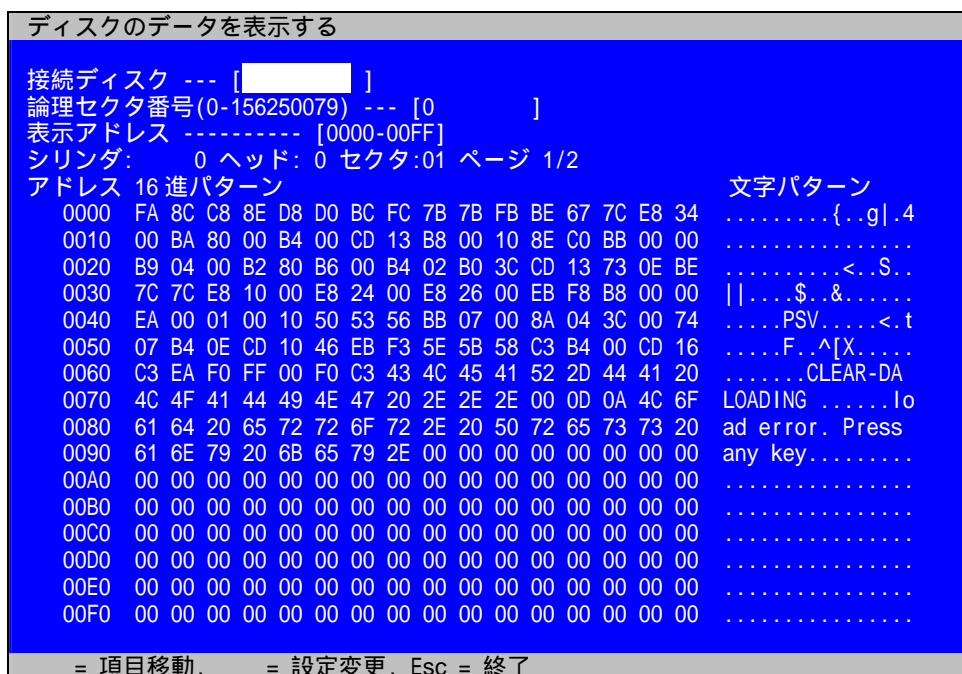 ディスクのデータを表示する
接続ディスク --- [ ]
論理セクタ番号(0-156250079) --- [0 ]
表示アドレス ---------- [0000-00FF]
シリンダ: 0 ヘッド: 0 セクタ:01 ページ 1/2
アドレス 16進パターン 文字パターン
0000 FA 8C C8 8E D8 D0 BC FC 7B 7B FB BE 67 7C E8 34 .........{..g|.4
0010 00 BA 80 00 B4 00 CD 13 B8 00 10 8E C0 BB 00 00 ................
0020 B9 04 00 B2 80 B6 00 B4 02 B0 3C CD 13 73 0E BE ..........<..S..
0030 7C 7C E8 10 00 E8 24 00 E8 26 00 EB F8 B8 00 00 ||....$..&......
0040 EA 00 01 00 10 50 53 56 BB 07 00 8A 04 3C 00 74 .....PSV.....<.t
0050 07 B4 0E CD 10 46 EB F3 5E 5B 58 C3 B4 00 CD 16 .....F..^[X.....
0060 C3 EA F0 FF 00 F0 C3 43 4C 45 41 52 2D 44 41 20 .......CLEAR-DA
0070 4C 4F 41 44 49 4E 47 20 2E 2E 2E 00 0D 0A 4C 6F LOADING ......lo
0080 61 64 20 65 72 72 6F 72 2E 20 50 72 65 73 73 20 ad error. Press
0090 61 6E 79 20 6B 65 79 2E 00 00 00 00 00 00 00 00 any key.........
00A0 00 00 00 00 00 00 00 00 00 00 00 00 00 00 00 00 ................
00B0 00 00 00 00 00 00 00 00 00 00 00 00 00 00 00 00 ................
00C0 00 00 00 00 00 00 00 00 00 00 00 00 00 00 00 00 ................
00D0 00 00 00 00 00 00 00 00 00 00 00 00 00 00 00 00 ................
00E0 00 00 00 00 00 00 00 00 00 00 00 00 00 00 00 00 ................
00F0 00 00 00 00 00 00 00 00 00 00 00 00 00 00 00 00 ................
= 項目移動, = 設定変更, Esc = 終了